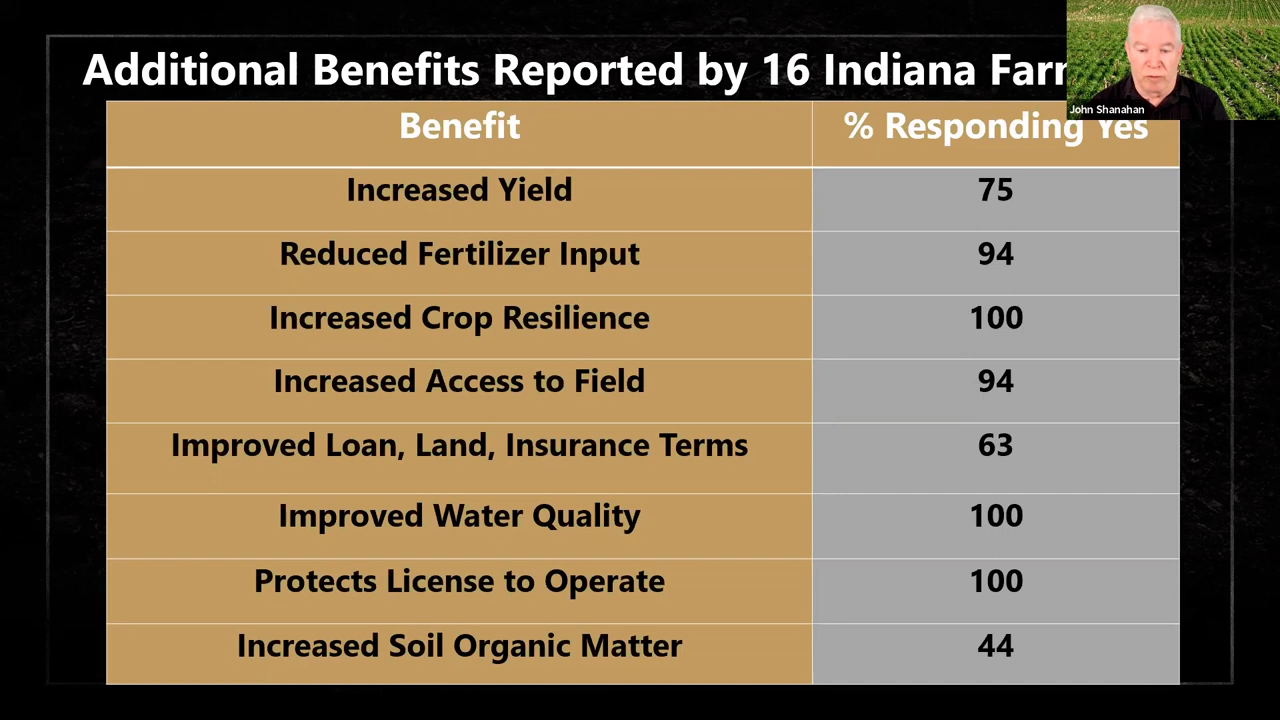 Additional Benefits Reported by 16 Indiana
John Shanahan
Benefit % Responding Yes
Increased Yield 75
Reduced Fertilizer Input 94
Increased Crop Resilience 100
Increased Access to Field 94
Improved Loan, Land, Insurance Terms 63
Improved Water Quality 100
Protects License to Operate 100
Increased Soil Organic Matter 44